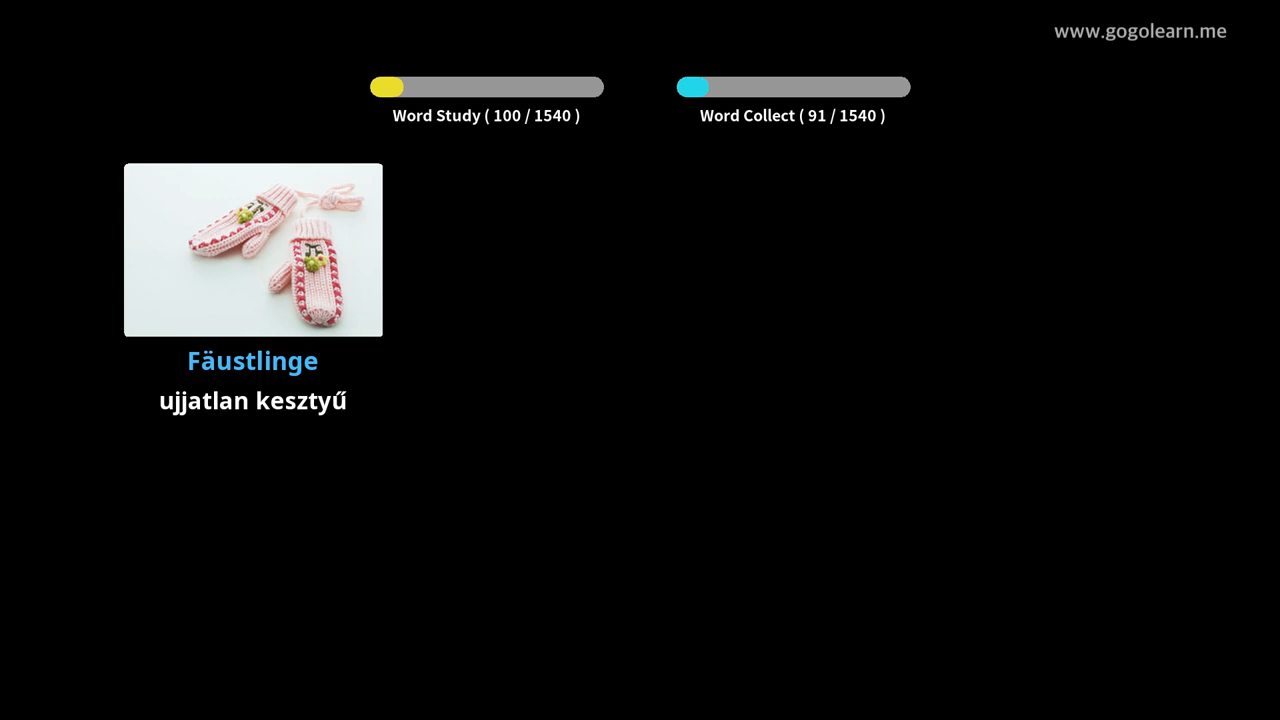 www.gogolearn.me
Word Study ( 100 / 1540 )
Word Collect ( 91 / 1540 )
Fäustlinge
ujjatlan kesztyű